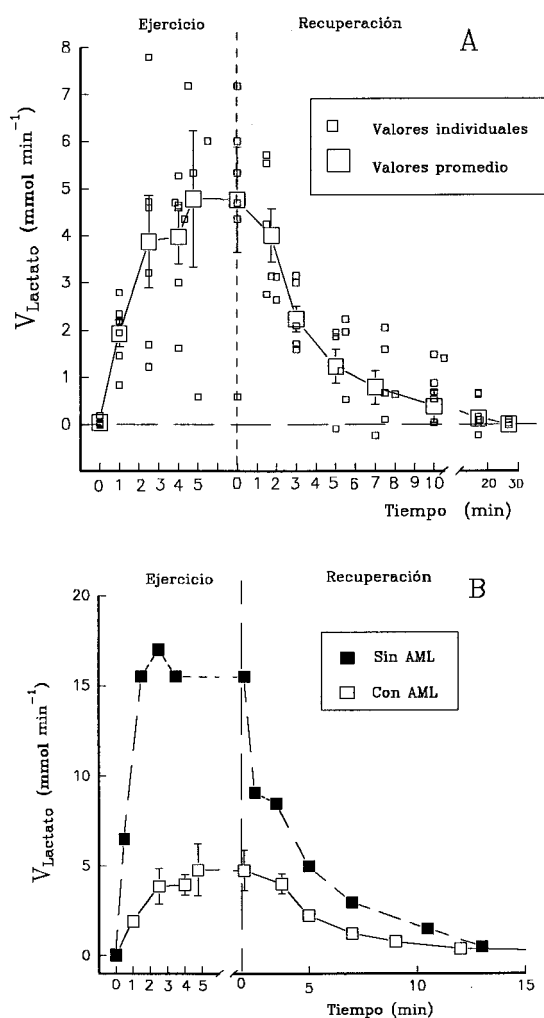 Ejercicio Recuperación
A
8
7
6
5
4
3
2
1
0
V Lactato (mmol min⁻¹)
Valores individuales
Valores promedio
0 1 2 3 4 5 0 1 2 3 4 5 6 7 8 9 10 20 30
Tiempo (min)
Ejercicio Recuperación
B
20
15
10
5
0
V Lactato (mmol min⁻¹)
Sin AML
Con AML
0 1 2 3 4 5 0 5 10 15
Tiempo (min)